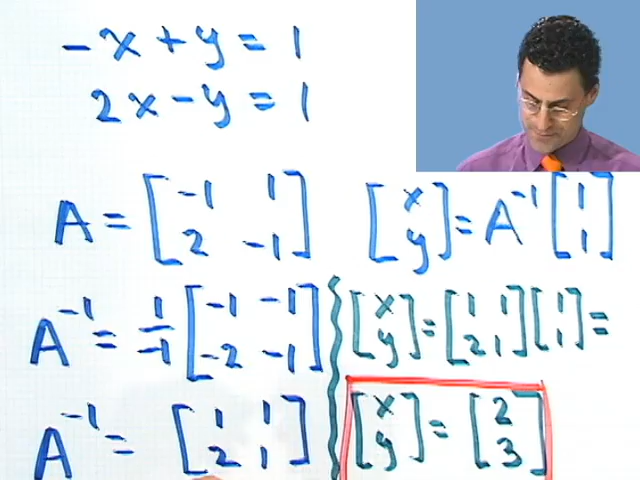 -x + y = 1
2x - y = 1
A = [-1 1; 2 -1]
[x; y] = A^-1 [1; 1]
A^-1 = 1/-1 [-1 -1; -2 -1]
[x; y] = [1 1; 2 1] [1; 1] =
A^-1 = [1 1; 2 1]
[x; y] = [2; 3]